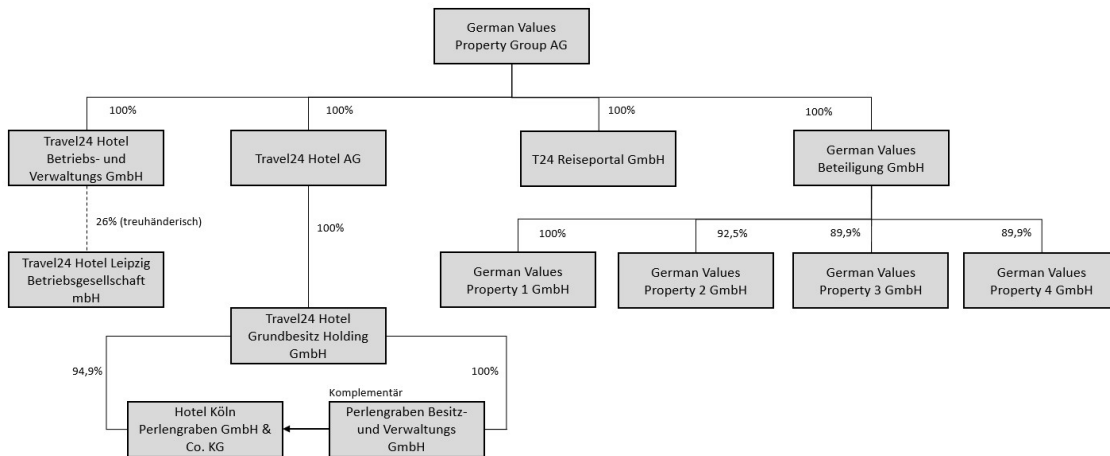 German Values
Property Group AG
100%
100%
100%
100%
Travel24 Hotel
Betriebs- und
Verwaltungs GmbH
Travel24 Hotel AG
T24 Reiseportal GmbH
German Values
Beteiligung GmbH
26% (treuhänderisch)
100%
100%
92,5%
89,9%
89,9%
Travel24 Hotel Leipzig
Betriebsgesellschaft
mbH
German Values
Property 1 GmbH
German Values
Property 2 GmbH
German Values
Property 3 GmbH
German Values
Property 4 GmbH
Travel24 Hotel
Grundbesitz Holding
GmbH
94,9%
100%
Komplementär
Hotel Köln
Perlengraben GmbH &
Co. KG
Perlengraben Besitz-
und Verwaltungs
GmbH